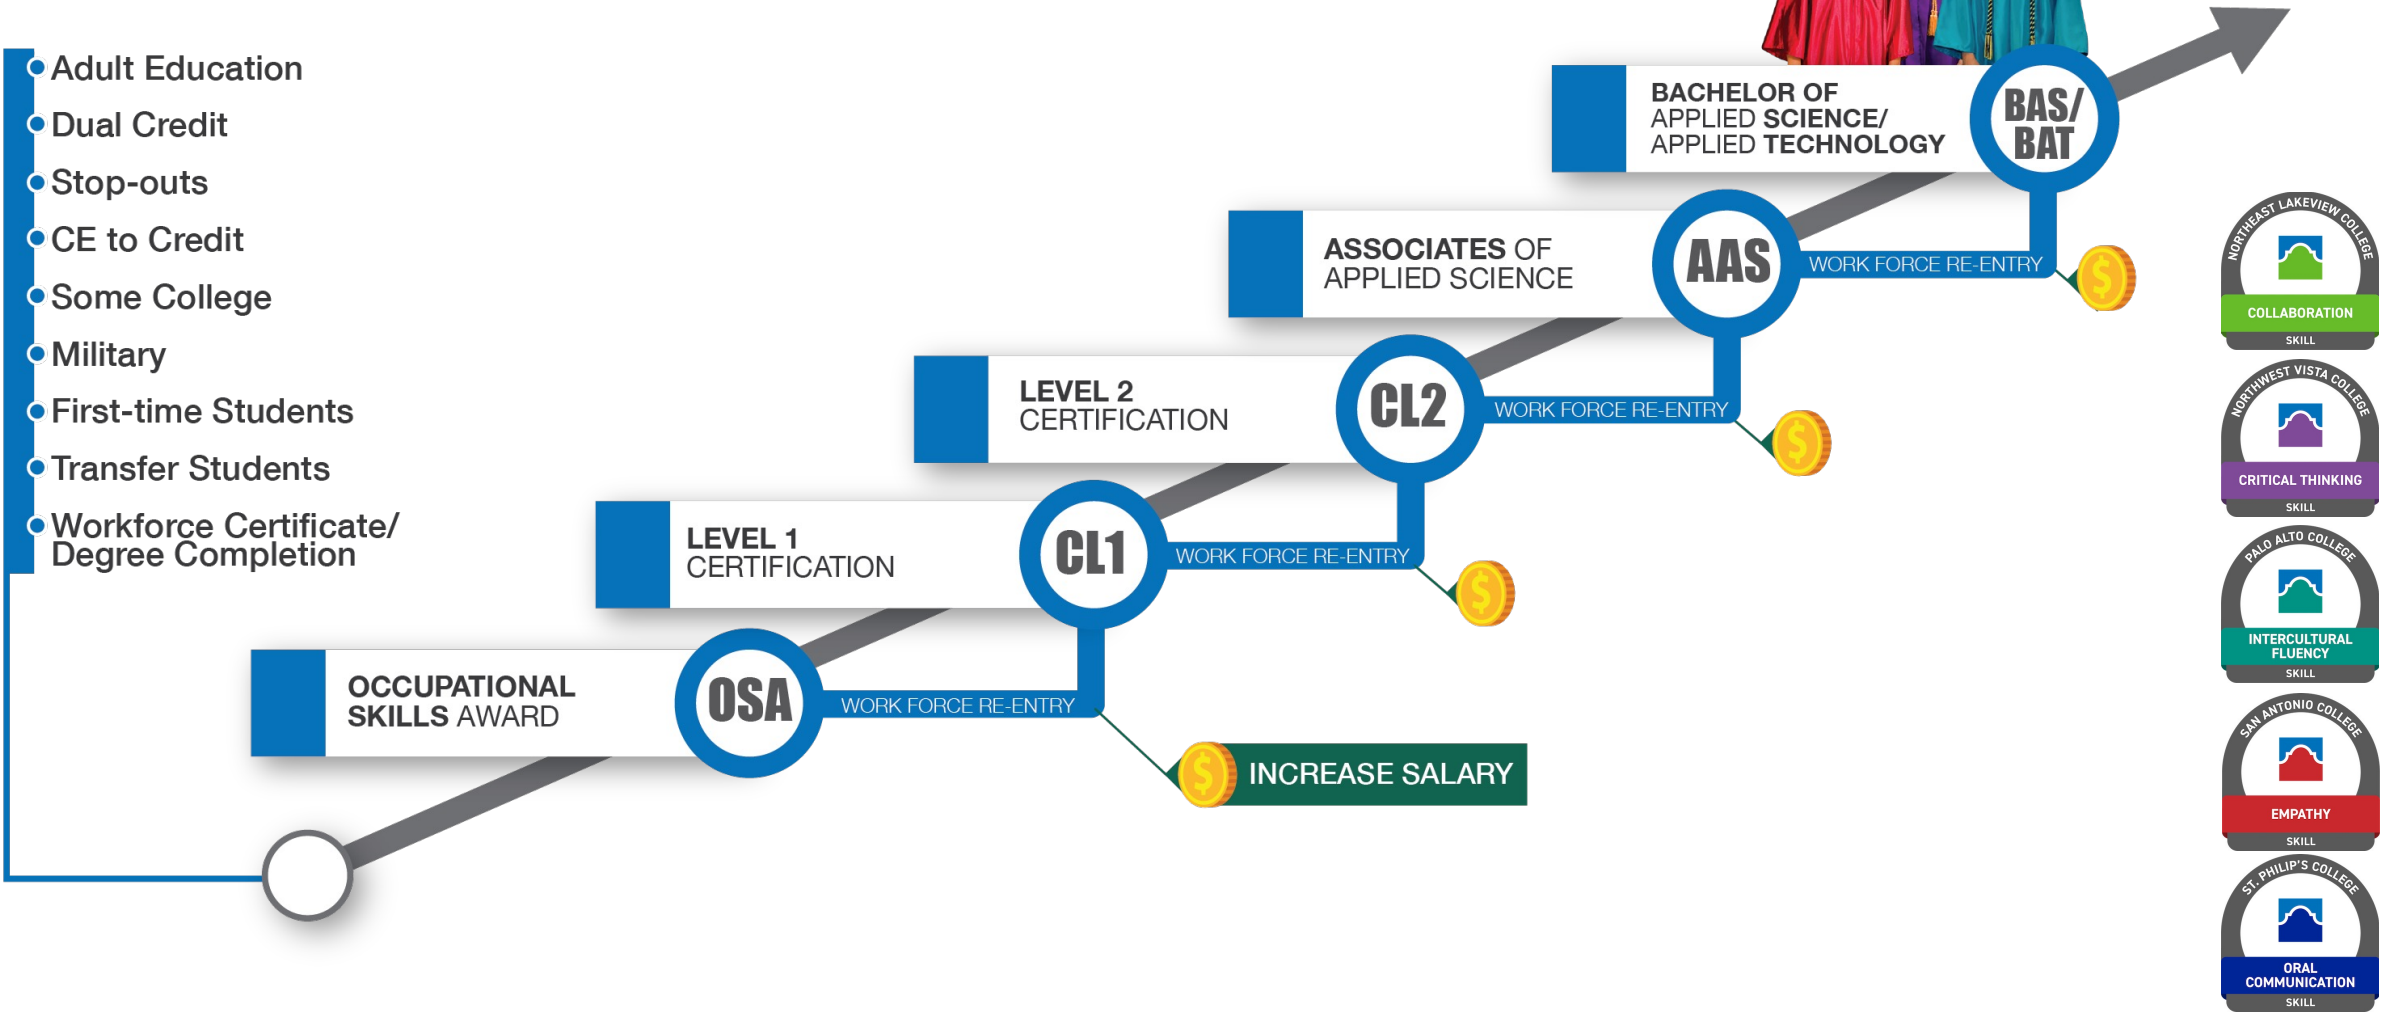 Adult Education
Dual Credit
Stop-outs
CE to Credit
Some College
Military
First-time Students
Transfer Students
Workforce Certificate/
Degree Completion
BACHELOR OF
APPLIED SCIENCE/
APPLIED TECHNOLOGY
BAS/
BAT
ASSOCIATES OF
APPLIED SCIENCE
AAS
WORK FORCE RE-ENTRY
$
LEVEL 2
CERTIFICATION
CL2
WORK FORCE RE-ENTRY
$
LEVEL 1
CERTIFICATION
CL1
WORK FORCE RE-ENTRY
$
OCCUPATIONAL
SKILLS AWARD
OSA
WORK FORCE RE-ENTRY
$
INCREASE SALARY
NORTHEAST LAKEVIEW COLLEGE
COLLABORATION
SKILL
NORTHWEST VISTA COLLEGE
CRITICAL THINKING
SKILL
PALO ALTO COLLEGE
INTERCULTURAL
FLUENCY
SKILL
SAN ANTONIO COLLEGE
EMPATHY
SKILL
ST. PHILIP'S COLLEGE
ORAL
COMMUNICATION
SKILL